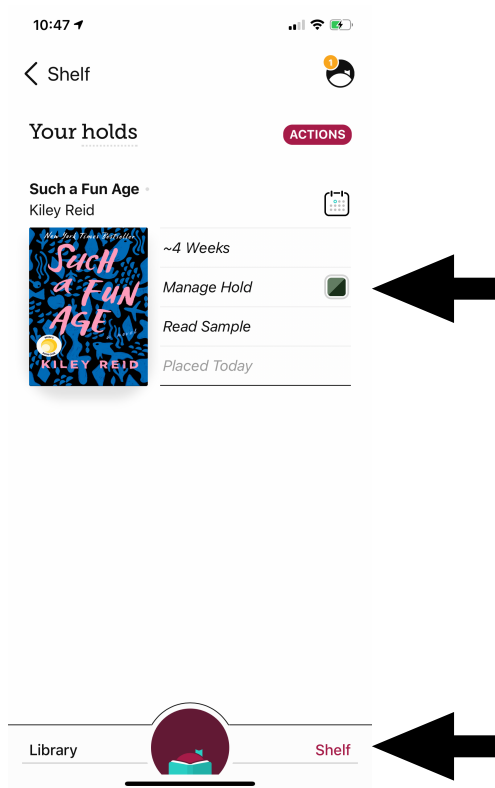 10:47
Shelf
1
Your holds
ACTIONS
Such a Fun Age
Kiley Reid
New York Times Bestseller
SUCH
a FUN
AGE
a novel
KILEY REID
~4 Weeks
Manage Hold
Read Sample
Placed Today
Library
Shelf